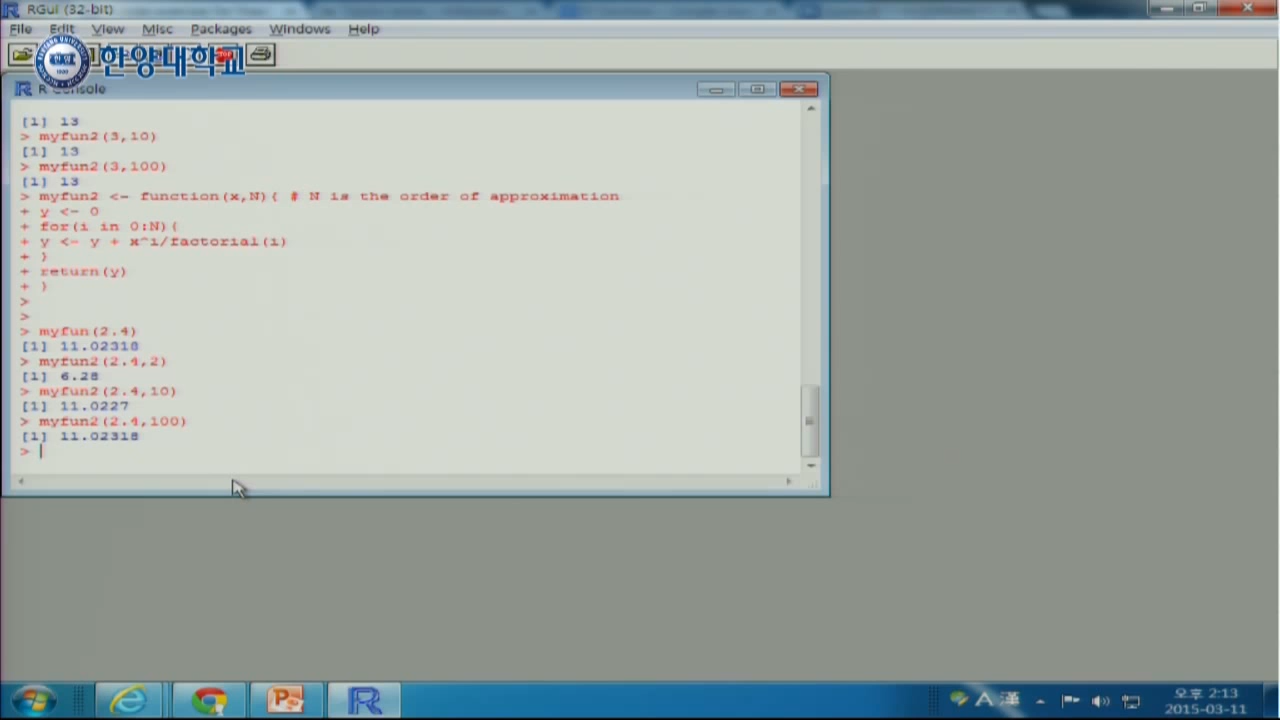 RGui (32-bit)
File Edit View Misc Packages Windows Help
한양대학교
R Console
[1] 13
> myfun2(3,10)
[1] 13
> myfun2(3,100)
[1] 13
> myfun2 <- function(x,N){ # N is the order of approximation
+ y <- 0
+ for(i in 0:N){
+ y <- y + x^i/factorial(i)
+ }
+ return(y)
+ }
>
>
> myfun(2.4)
[1] 11.02318
> myfun2(2.4,2)
[1] 6.28
> myfun2(2.4,10)
[1] 11.0227
> myfun2(2.4,100)
[1] 11.02318
>
A 漢
오후 2:13
2015-03-11